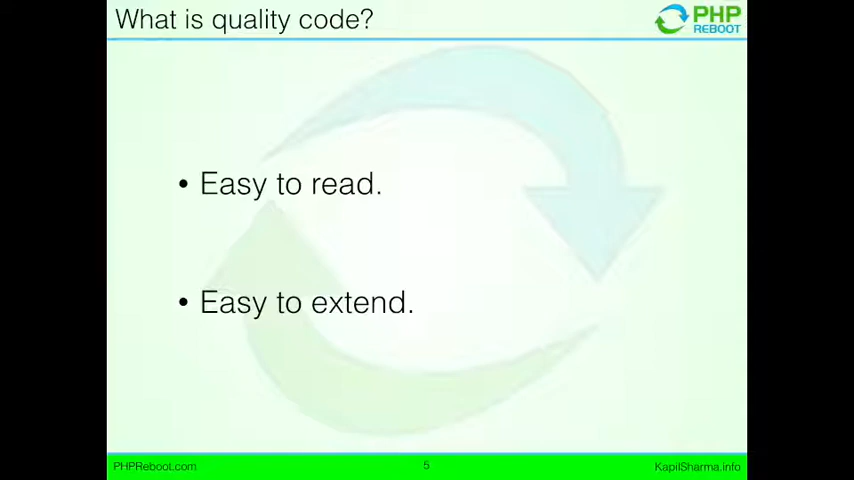 What is quality code?
PHP
REBOOT
• Easy to read.
• Easy to extend.
PHPReboot.com
5
KapilSharma.info